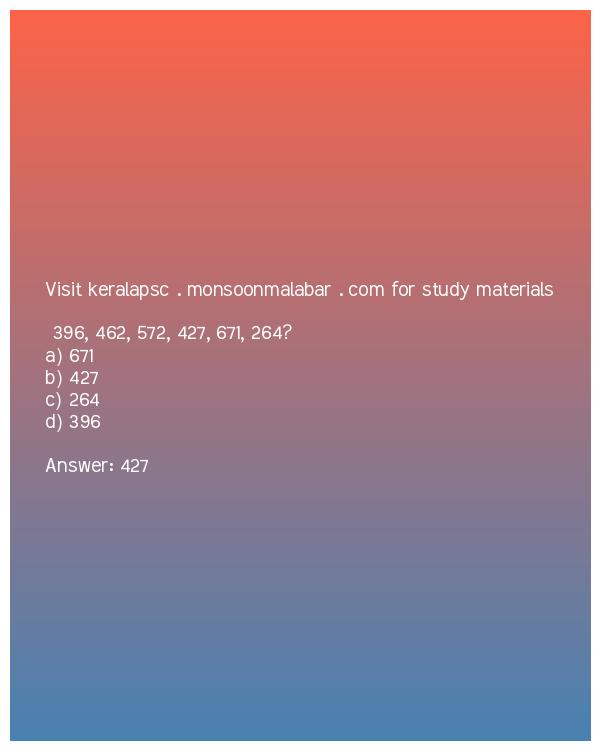 Visit keralapsc . monsoonmalabar . com for study materials
396, 462, 572, 427, 671, 264?
a) 671
b) 427
c) 264
d) 396
Answer: 427